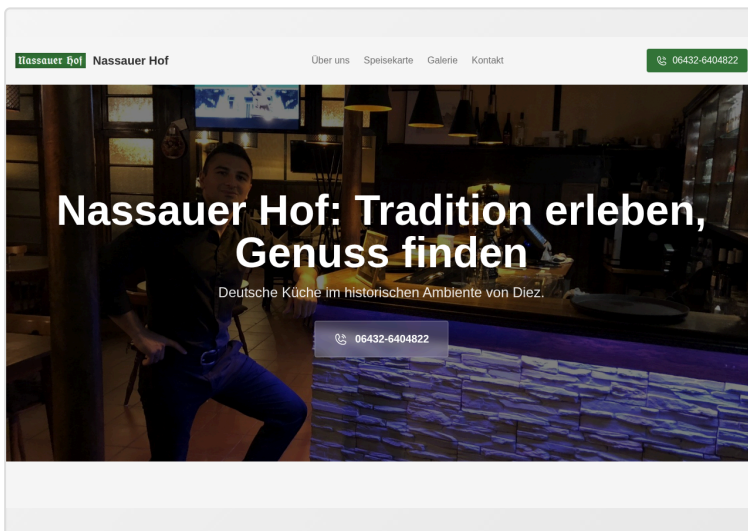 Nassauer Hof Nassauer Hof Über uns Speisekarte Galerie Kontakt 06432-6404822
Nassauer Hof: Tradition erleben,
Genuss finden
Deutsche Küche im historischen Ambiente von Diez.
06432-6404822